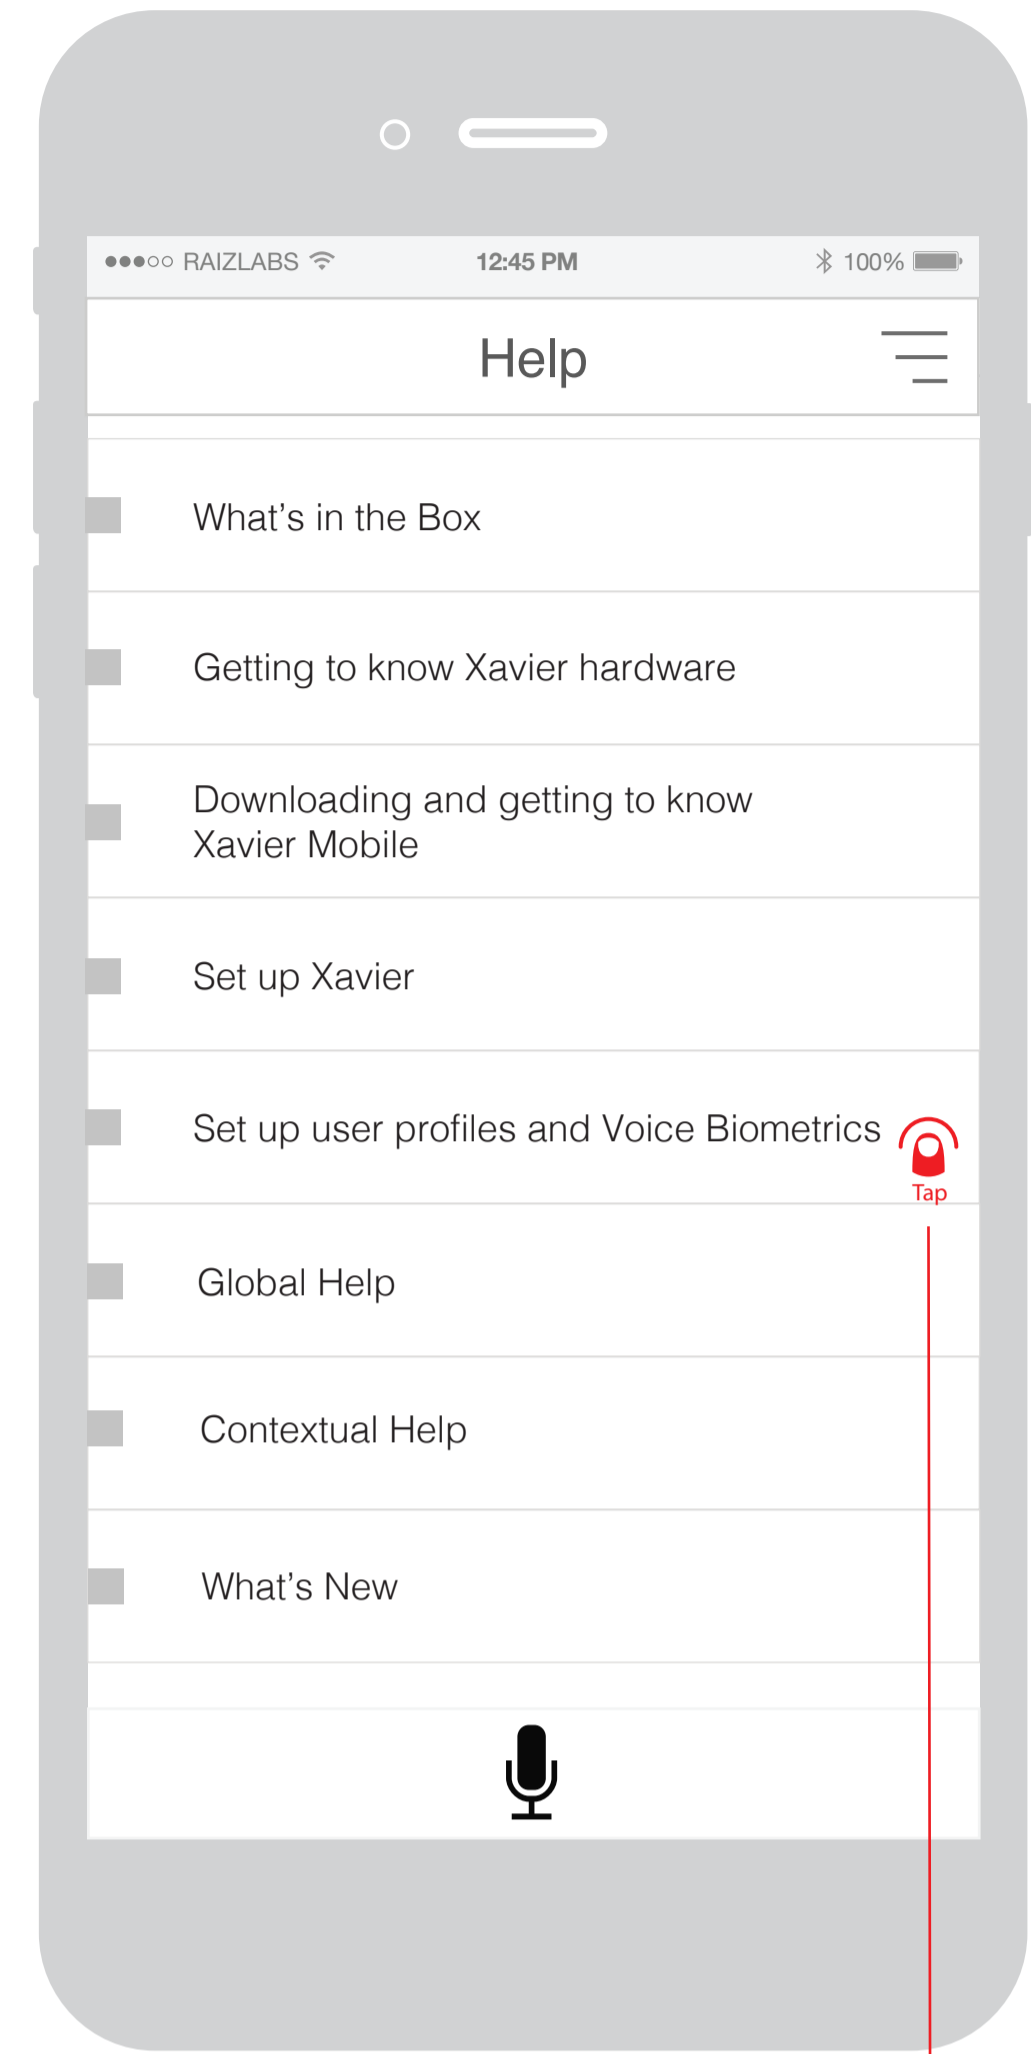 RAIZLABS 12:45 PM 100%
Help
What’s in the Box
Getting to know Xavier hardware
Downloading and getting to know
Xavier Mobile
Set up Xavier
Set up user profiles and Voice Biometrics
Tap
Global Help
Contextual Help
What’s New